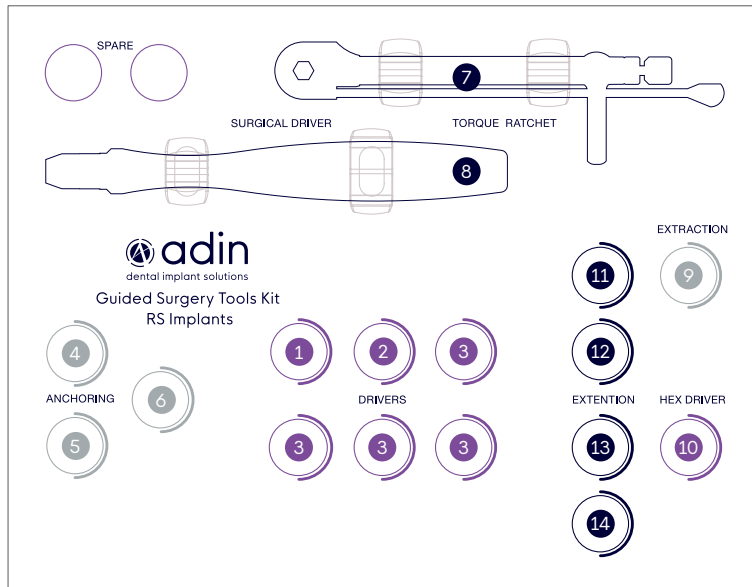 SPARE
7
SURGICAL DRIVER
TORQUE RATCHET
8
adin
dental implant solutions
Guided Surgery Tools Kit
RS Implants
EXTRACTION
11
9
4
1
2
3
12
6
ANCHORING
DRIVERS
EXTENTION
HEX DRIVER
5
3
3
3
13
10
14